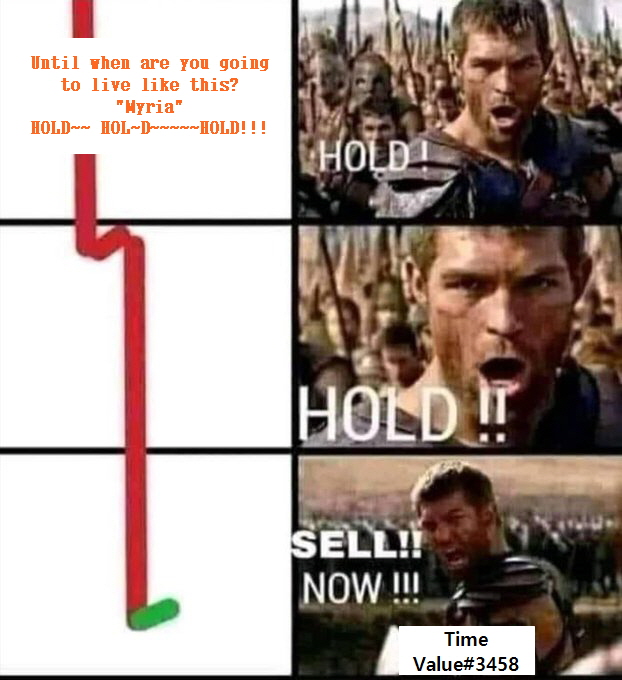 Until when are you going
to live like this?
"Myria"
HOLD~~ HOL~D~~~~~HOLD!!!
HOLD !
HOLD !!
SELL!!
NOW !!!
Time
Value#3458